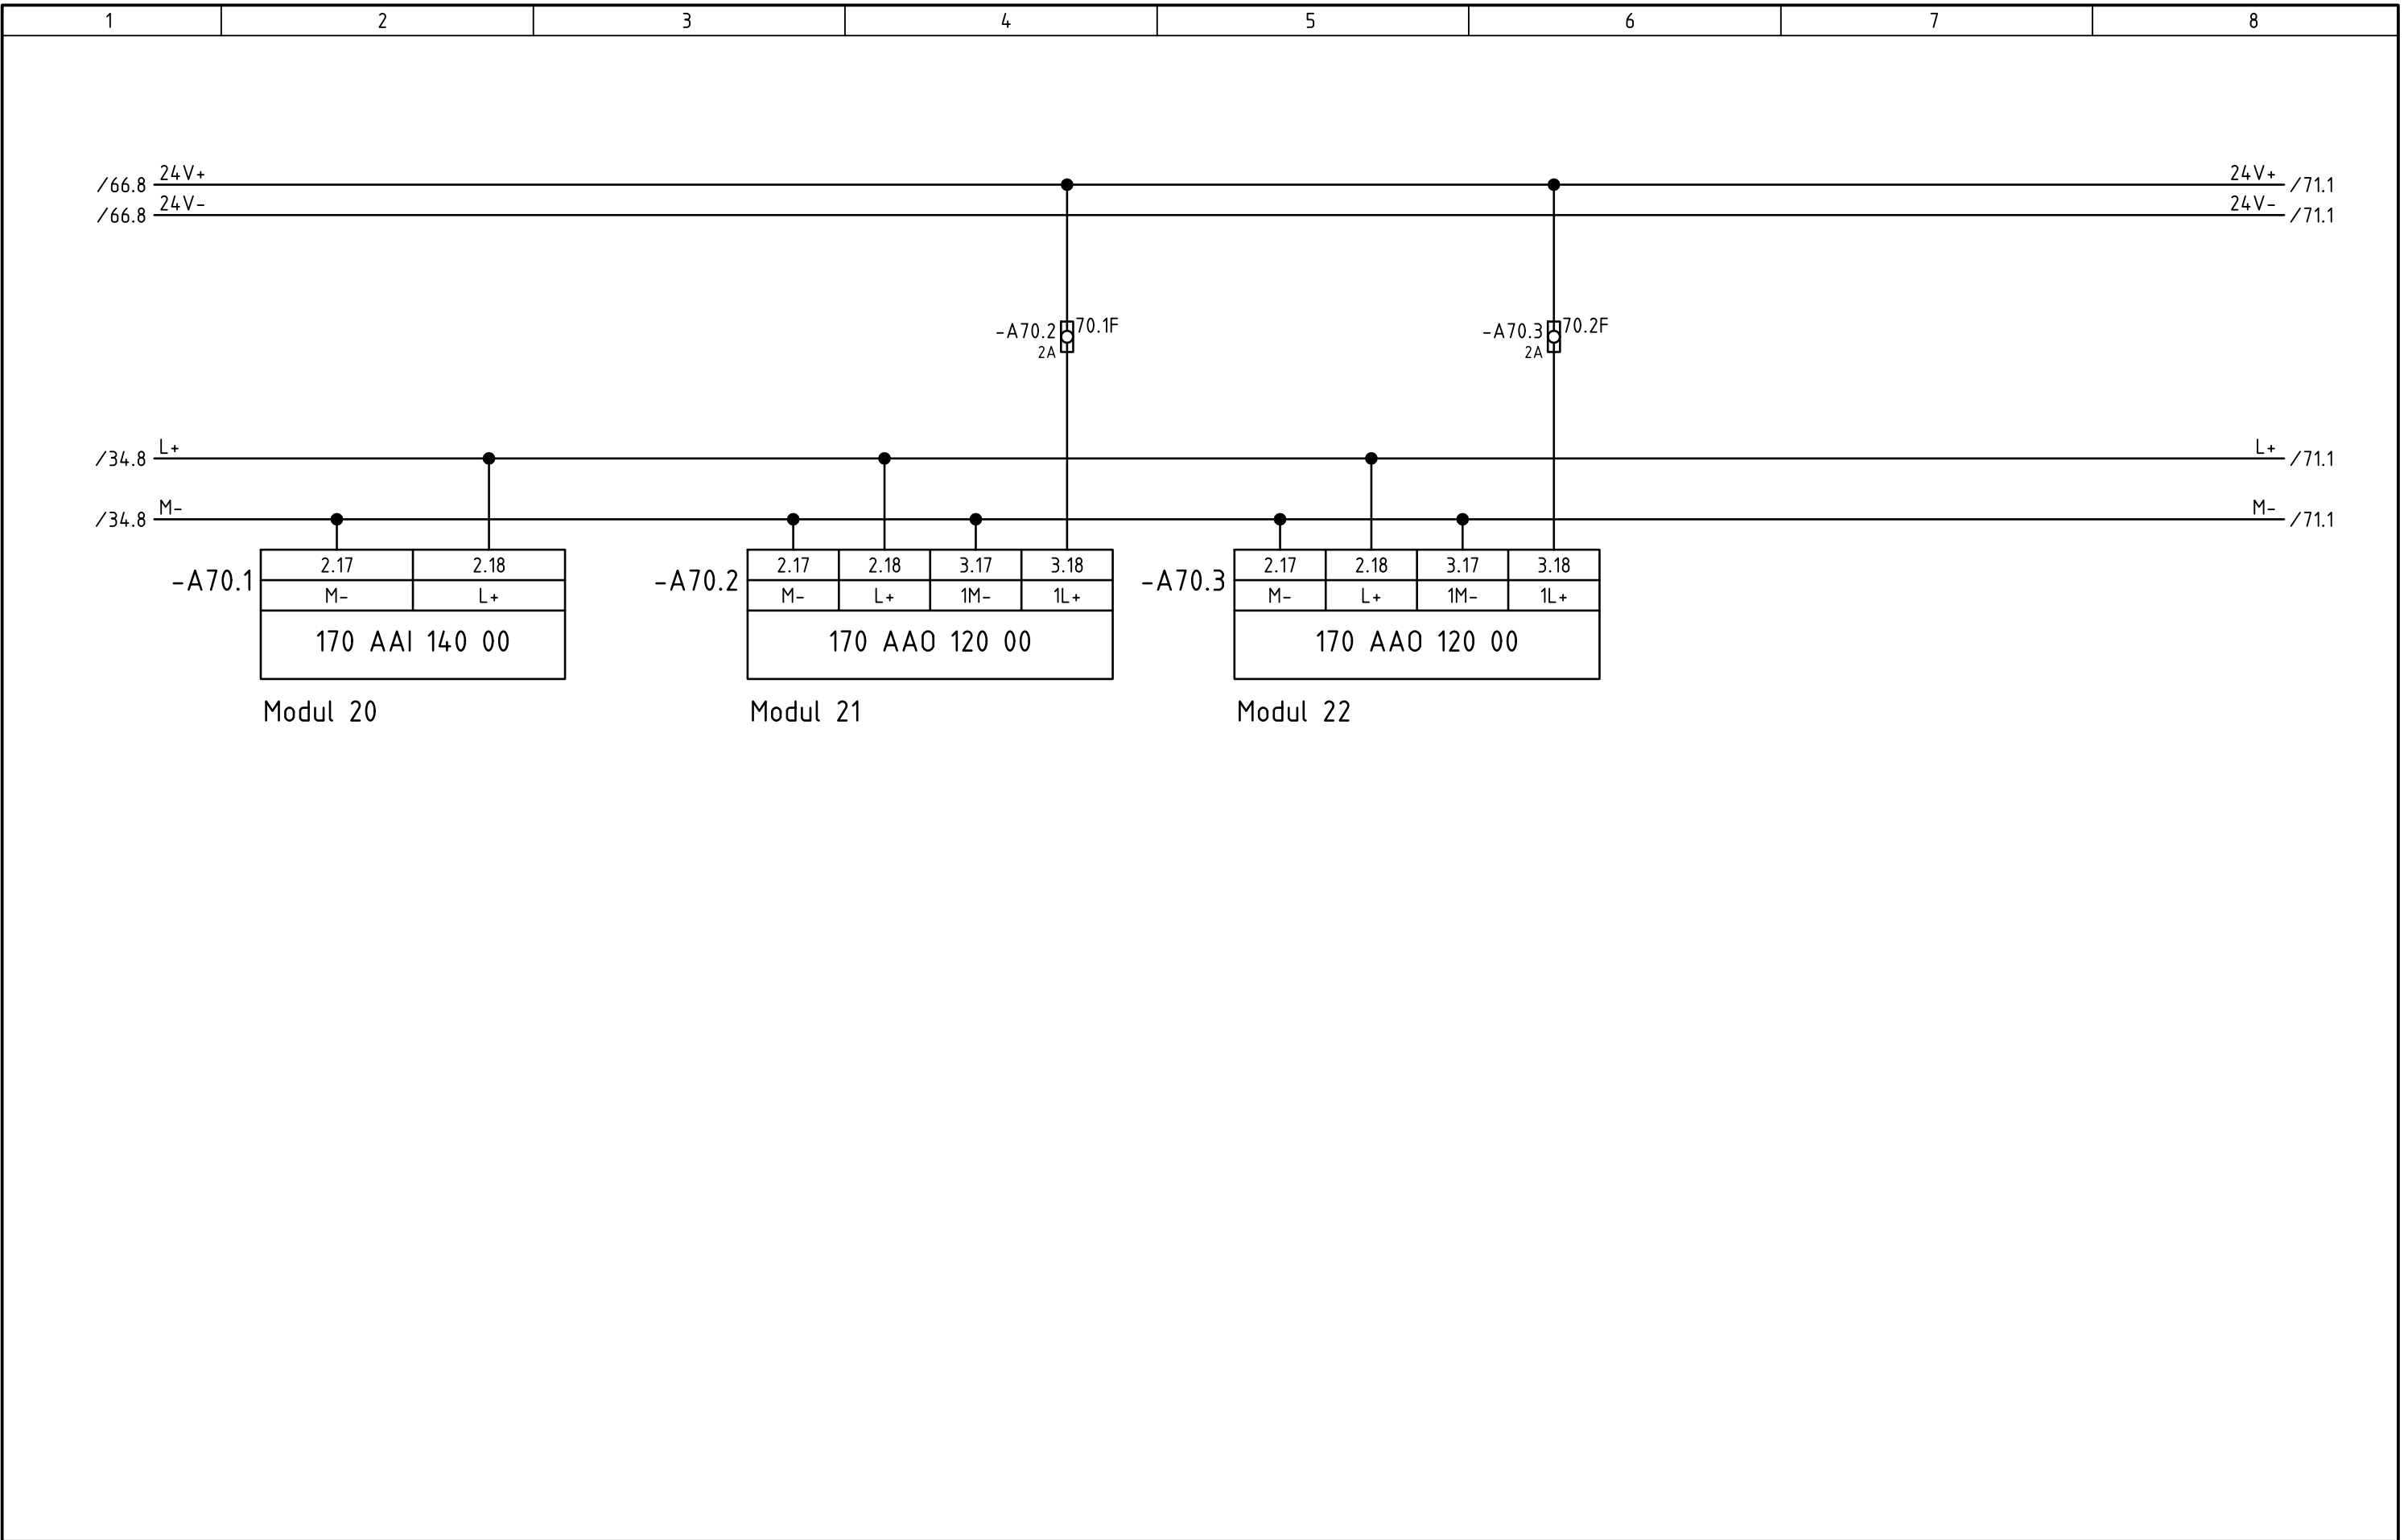 1 2 3 4 5 6 7 8
24V+ 24V+
/66.8 /71.1
24V- 24V-
/66.8 /71.1
-A70.2 70.1F -A70.3 70.2F
2A 2A
L+ L+
/34.8 /71.1
M- M-
/34.8 /71.1
2.17 2.18 2.17 2.18 3.17 3.18 2.17 2.18 3.17 3.18
-A70.1 -A70.2 -A70.3
M- L+ M- L+ 1M- 1L+ M- L+ 1M- 1L+
170 AAI 140 00 170 AAO 120 00 170 AAO 120 00
Modul 20 Modul 21 Modul 22